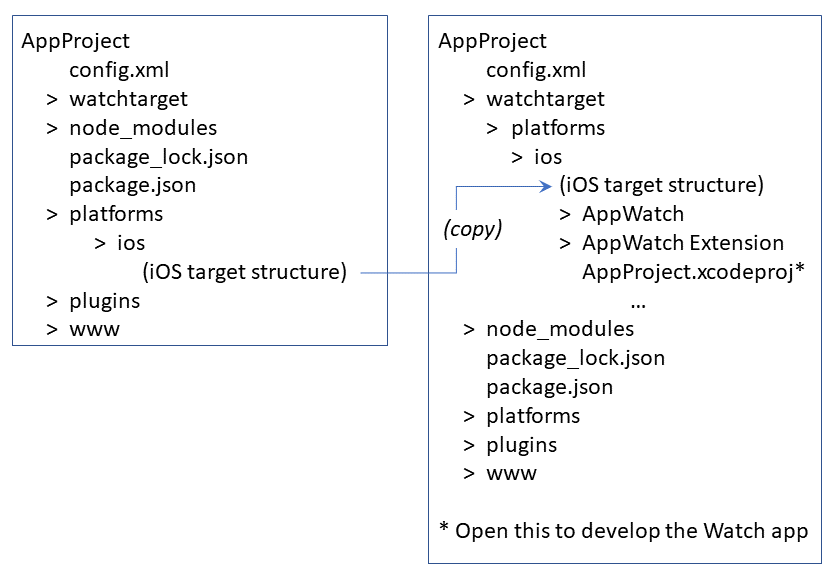 AppProject
config.xml
> watchtarget
> node_modules
package_lock.json
package.json
> platforms
> ios
(iOS target structure)
> plugins
> www
(copy)
AppProject
config.xml
> watchtarget
> platforms
> ios
(iOS target structure)
> AppWatch
> AppWatch Extension
AppProject.xcodeproj*
...
> node_modules
package_lock.json
package.json
> platforms
> plugins
> www
* Open this to develop the Watch app